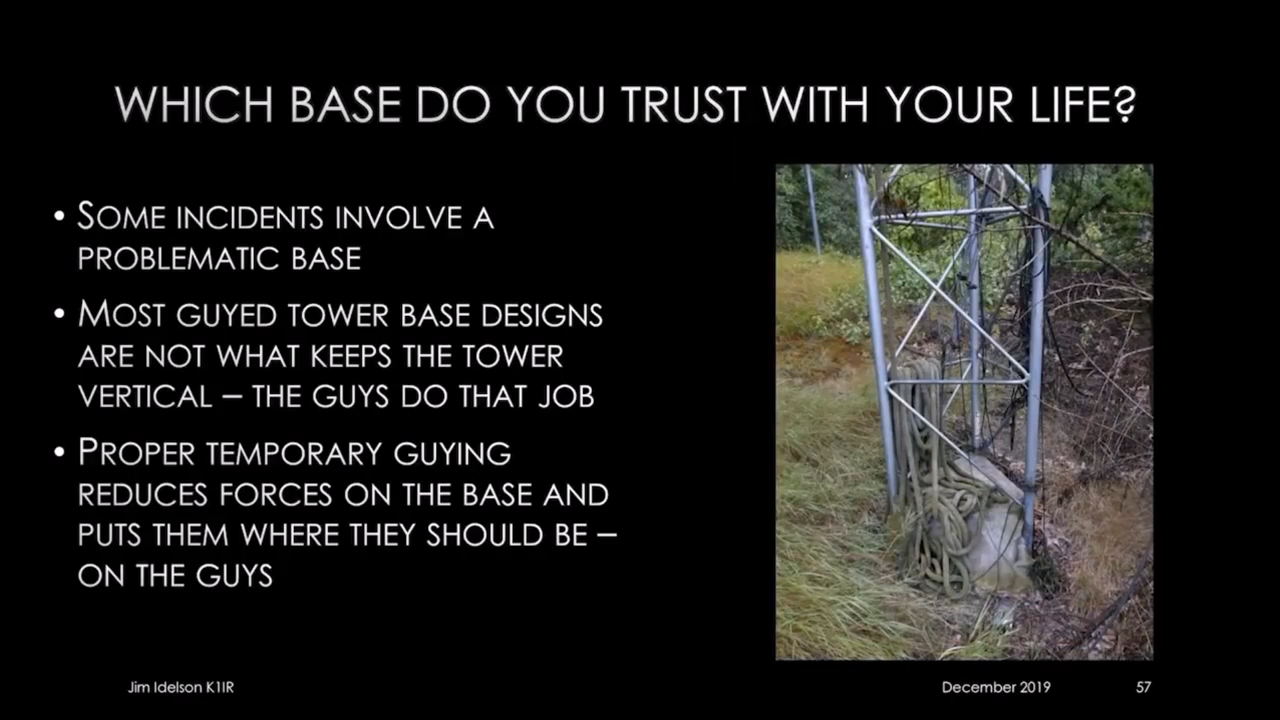 WHICH BASE DO YOU TRUST WITH YOUR LIFE?
• SOME INCIDENTS INVOLVE A
PROBLEMATIC BASE
• MOST GUYED TOWER BASE DESIGNS
ARE NOT WHAT KEEPS THE TOWER
VERTICAL – THE GUYS DO THAT JOB
• PROPER TEMPORARY GUYING
REDUCES FORCES ON THE BASE AND
PUTS THEM WHERE THEY SHOULD BE –
ON THE GUYS
Jim Idelson K1IR
December 2019
57